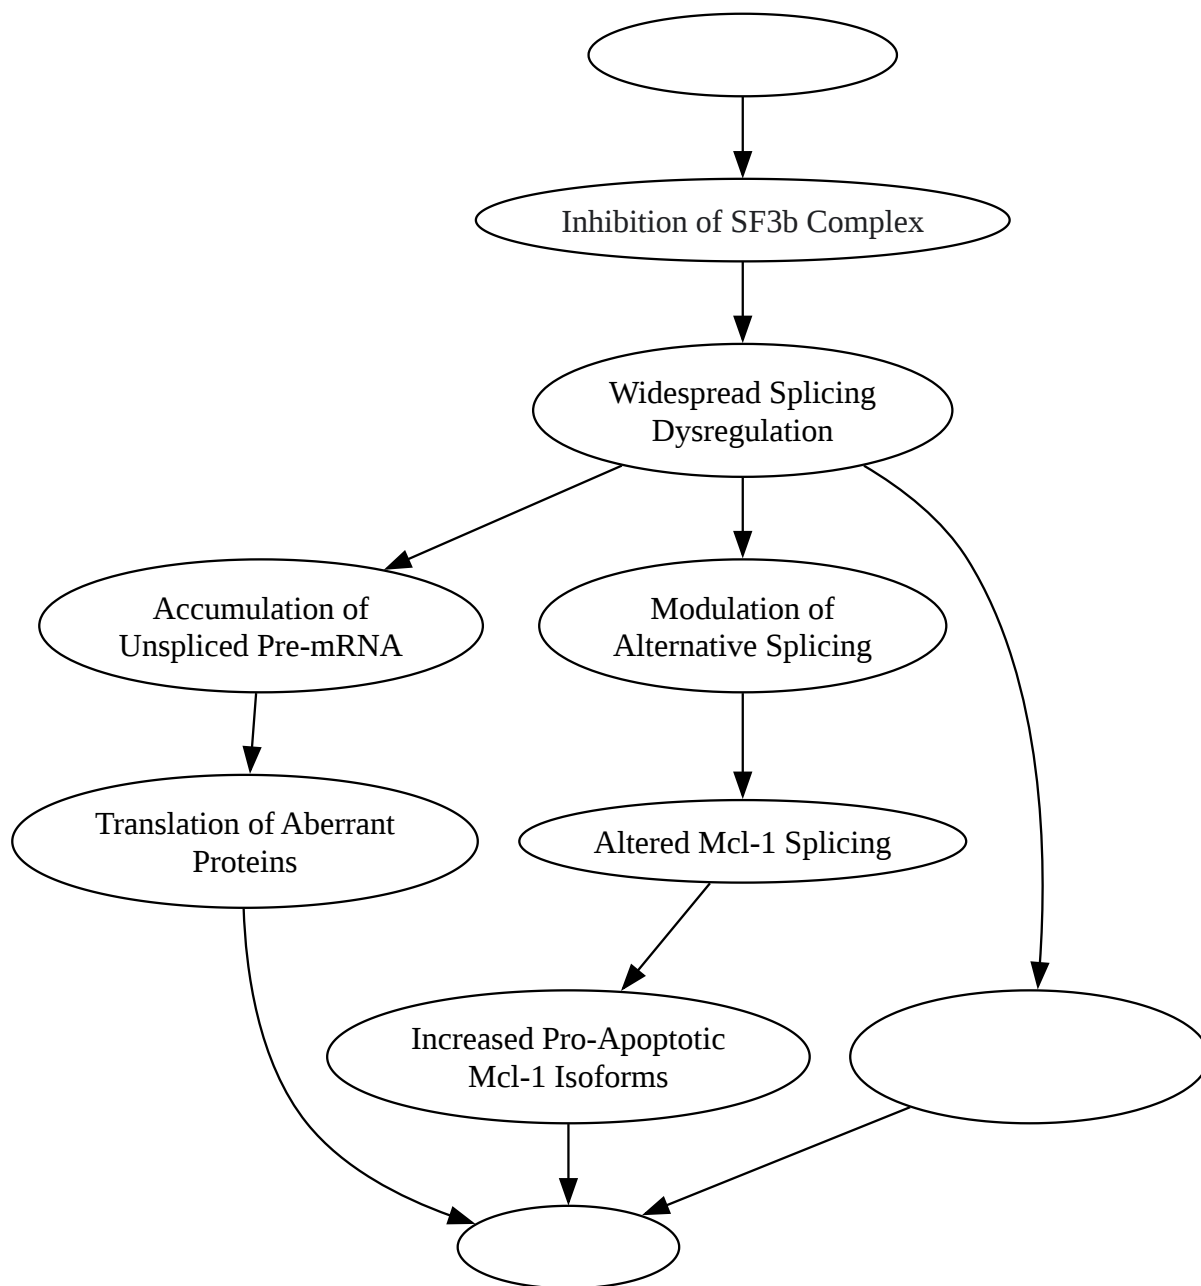 Inhibition of SF3b Complex
Widespread Splicing
Dysregulation
Accumulation of
Unspliced Pre-mRNA
Modulation of
Alternative Splicing
Translation of Aberrant
Proteins
Altered Mcl-1 Splicing
Increased Pro-Apoptotic
Mcl-1 Isoforms